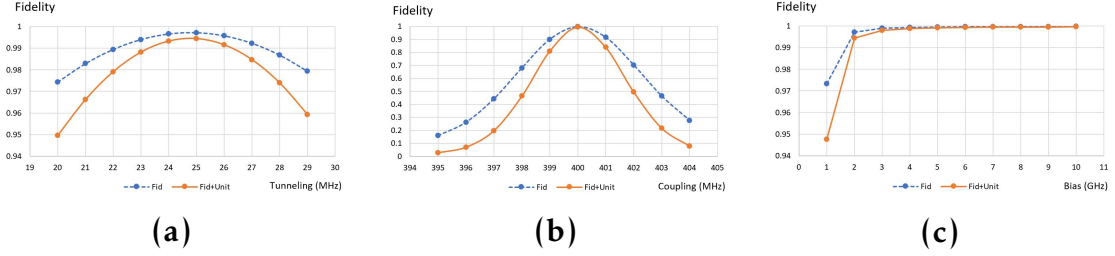 Fidelity
1
0.99
0.98
0.97
0.96
0.95
0.94
19 20 21 22 23 24 25 26 27 28 29 30
Tunneling (MHz)
Fid Fid+Unit
(a)
Fidelity
1
0.9
0.8
0.7
0.6
0.5
0.4
0.3
0.2
0.1
0
394 395 396 397 398 399 400 401 402 403 404 405
Coupling (MHz)
Fid Fid+Unit
(b)
Fidelity
1
0.99
0.98
0.97
0.96
0.95
0.94
0 1 2 3 4 5 6 7 8 9 10 11
Bias (GHz)
Fid Fid+Unit
(c)